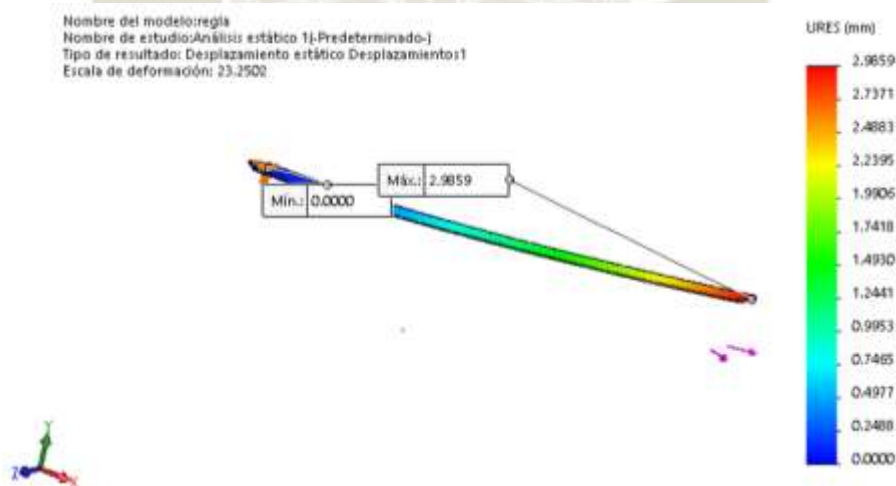 Nombre del modelo:regla
Nombre de estudio:Análisis estático 1(-Predeterminado-)
Tipo de resultado: Desplazamiento estático Desplazamientos1
Escala de deformación: 23.2502
URES (mm)
2.9859
2.7371
2.4883
2.2395
1.9906
1.7418
1.4930
1.2441
0.9953
0.7465
0.4977
0.2488
0.0000
Máx.: 2.9859
Mín.: 0.0000
Y
Z
X